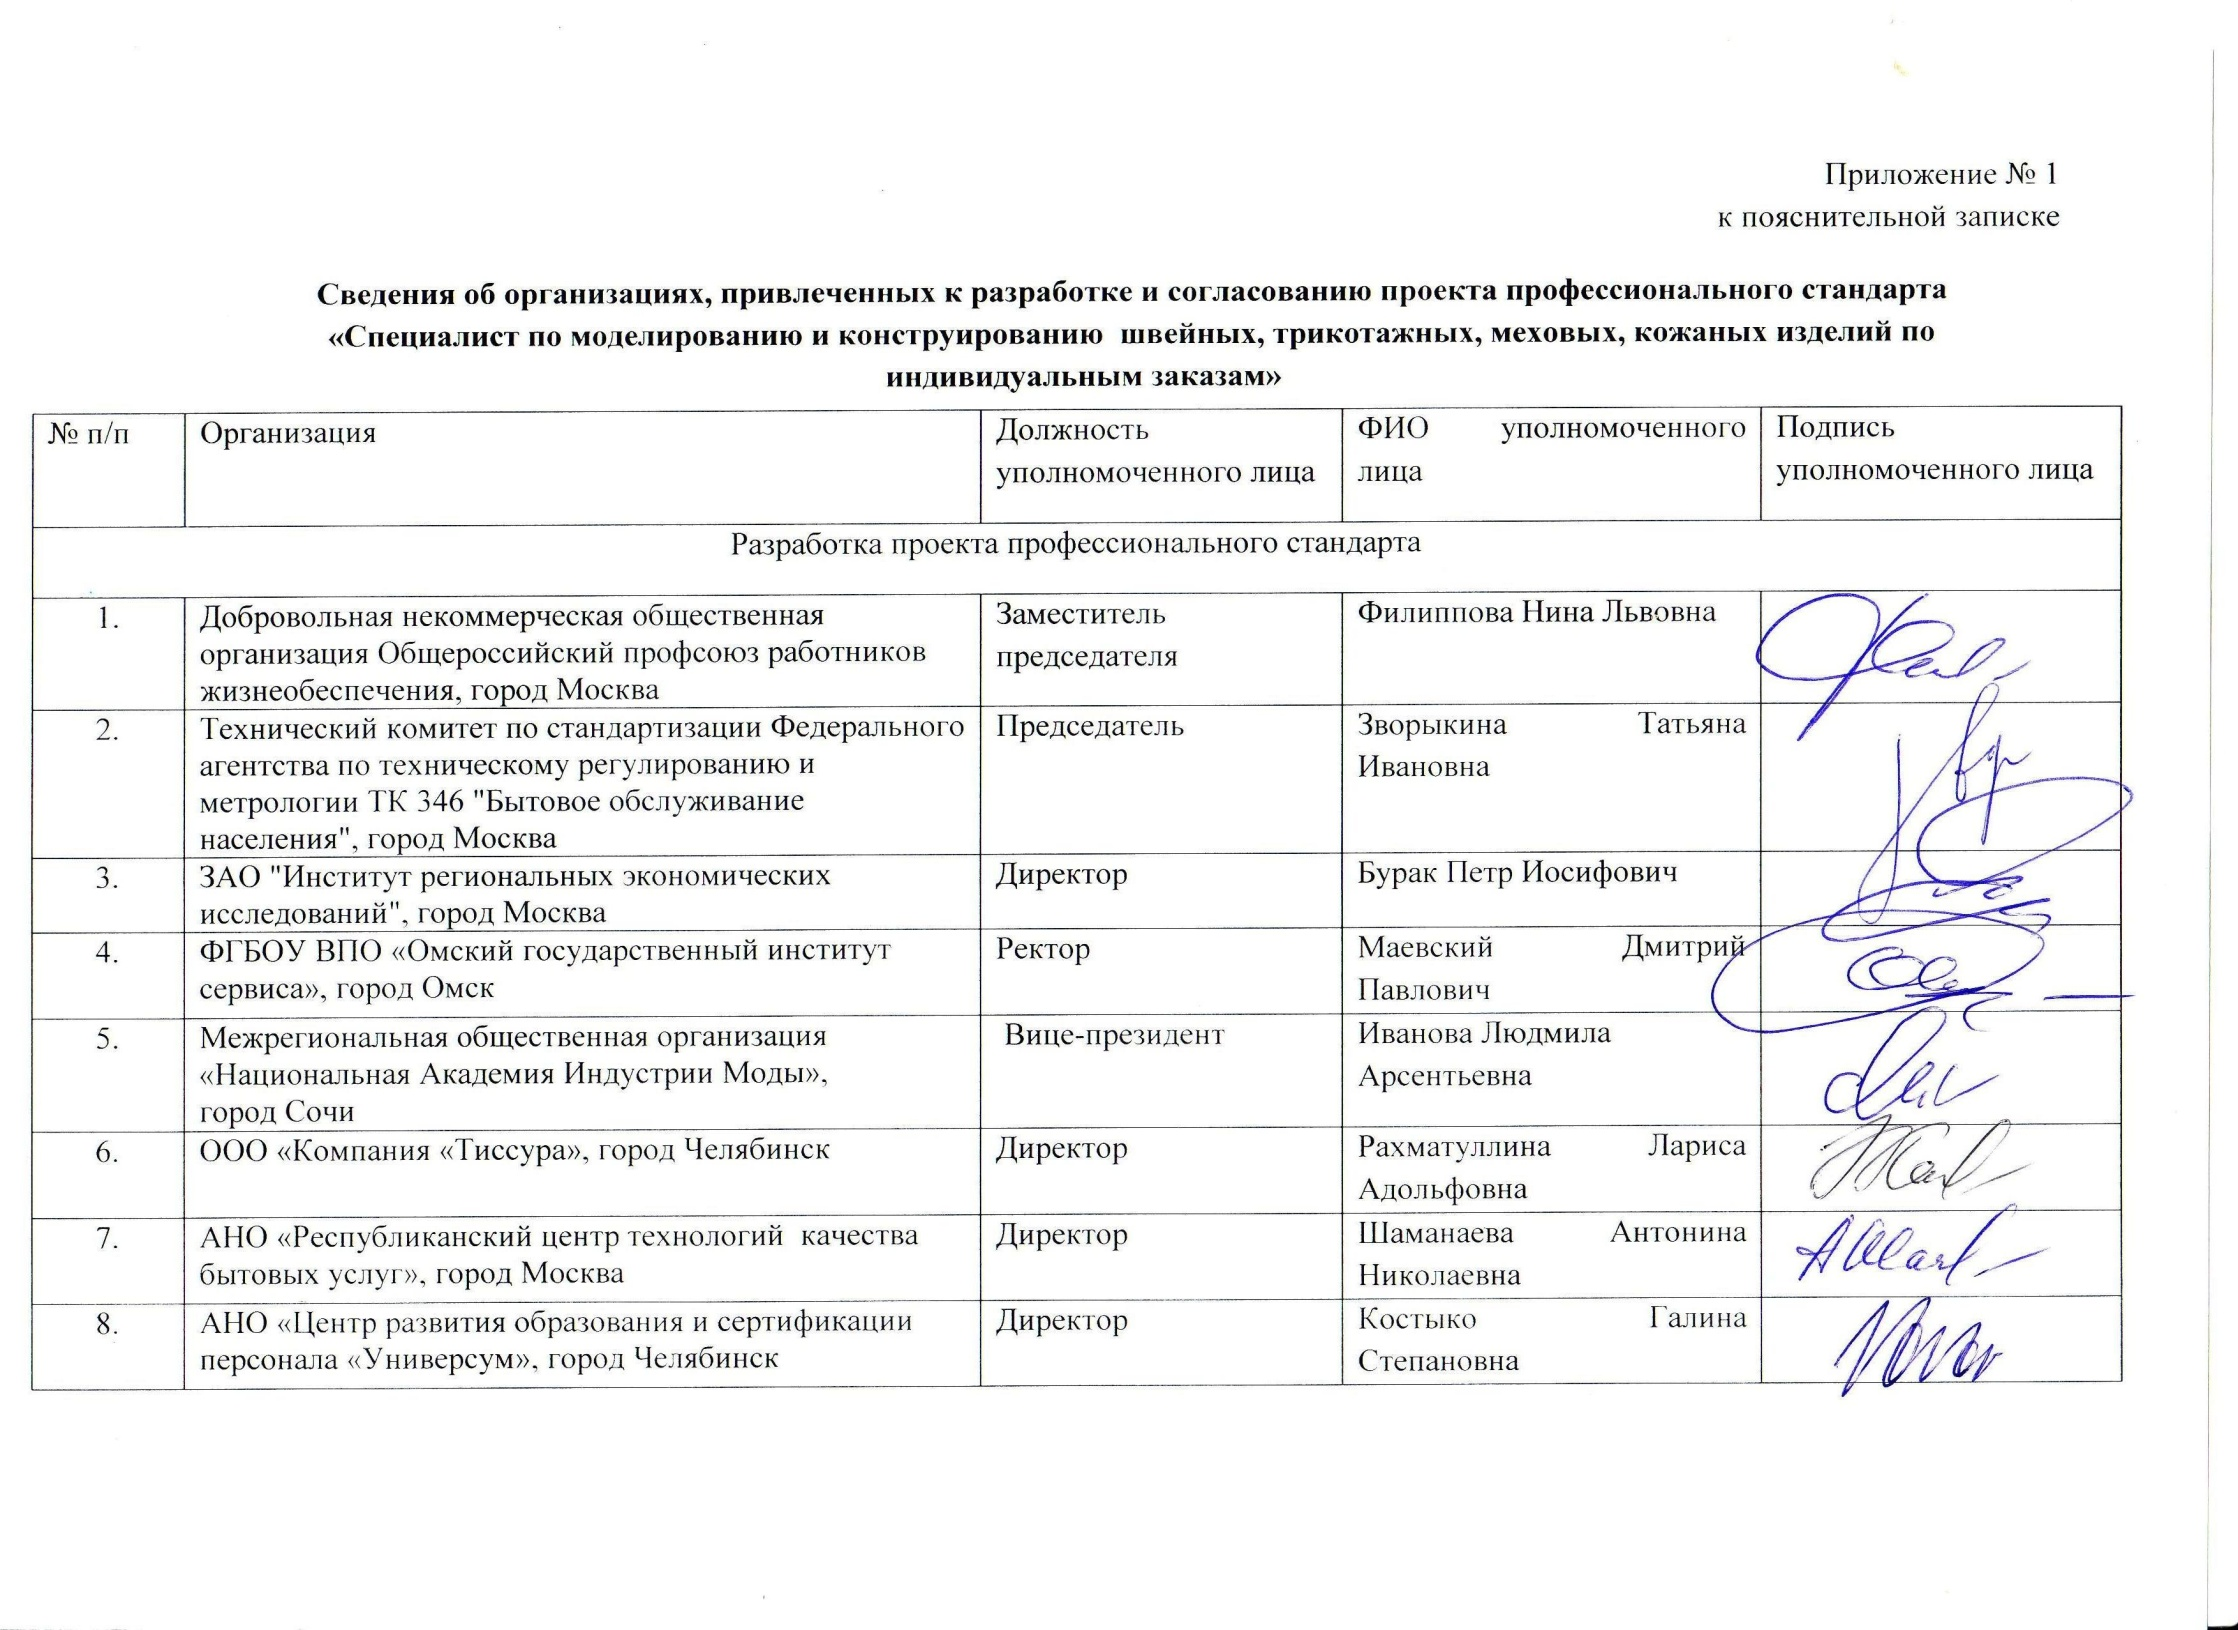 Приложение № 1
к пояснительной записке
Сведения об организациях, привлеченных к разработке и согласованию проекта профессионального стандарта
«Специалист по моделированию и конструированию швейных, трикотажных, меховых, кожаных изделий по
индивидуальным заказам»
№ п/п
Организация
Должность
уполномоченного лица
ФИО уполномоченного
лица
Подпись
уполномоченного лица
Разработка проекта профессионального стандарта
1.
Добровольная некоммерческая общественная
организация Общероссийский профсоюз работников
жизнеобеспечения, город Москва
Заместитель
председателя
Филиппова Нина Львовна
2.
Технический комитет по стандартизации Федерального
агентства по техническому регулированию и
метрологии ТК 346 "Бытовое обслуживание
населения", город Москва
Председатель
Зворыкина Татьяна
Ивановна
3.
ЗАО "Институт региональных экономических
исследований", город Москва
Директор
Бурак Петр Иосифович
4.
ФГБОУ ВПО «Омский государственный институт
сервиса», город Омск
Ректор
Маевский Дмитрий
Павлович
5.
Межрегиональная общественная организация
«Национальная Академия Индустрии Моды»,
город Сочи
Вице-президент
Иванова Людмила
Арсентьевна
6.
ООО «Компания «Тиссура», город Челябинск
Директор
Рахматуллина Лариса
Адольфовна
7.
АНО «Республиканский центр технологий качества
бытовых услуг», город Москва
Директор
Шаманаева Антонина
Николаевна
8.
АНО «Центр развития образования и сертификации
персонала «Универсум», город Челябинск
Директор
Костыко Галина
Степановна